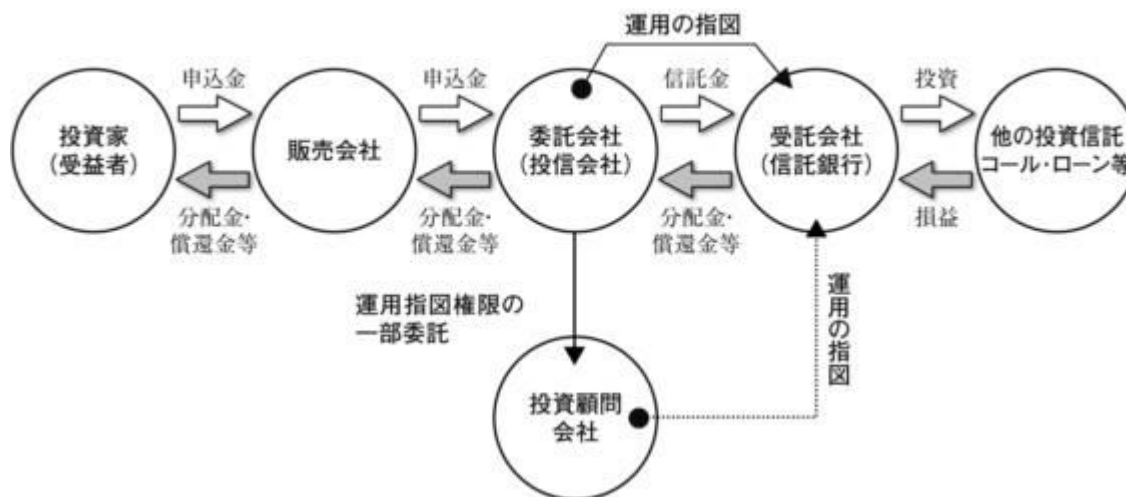 運用の指図
申込金
申込金
信託金
投資
投資家
(受益者)
販売会社
委託会社
(投信会社)
受託会社
(信託銀行)
他の投資信託
コール・ローン等
分配金・
償還金等
分配金・
償還金等
分配金・
償還金等
損益
運用指図権限の
一部委託
運用の指図
投資顧問
会社